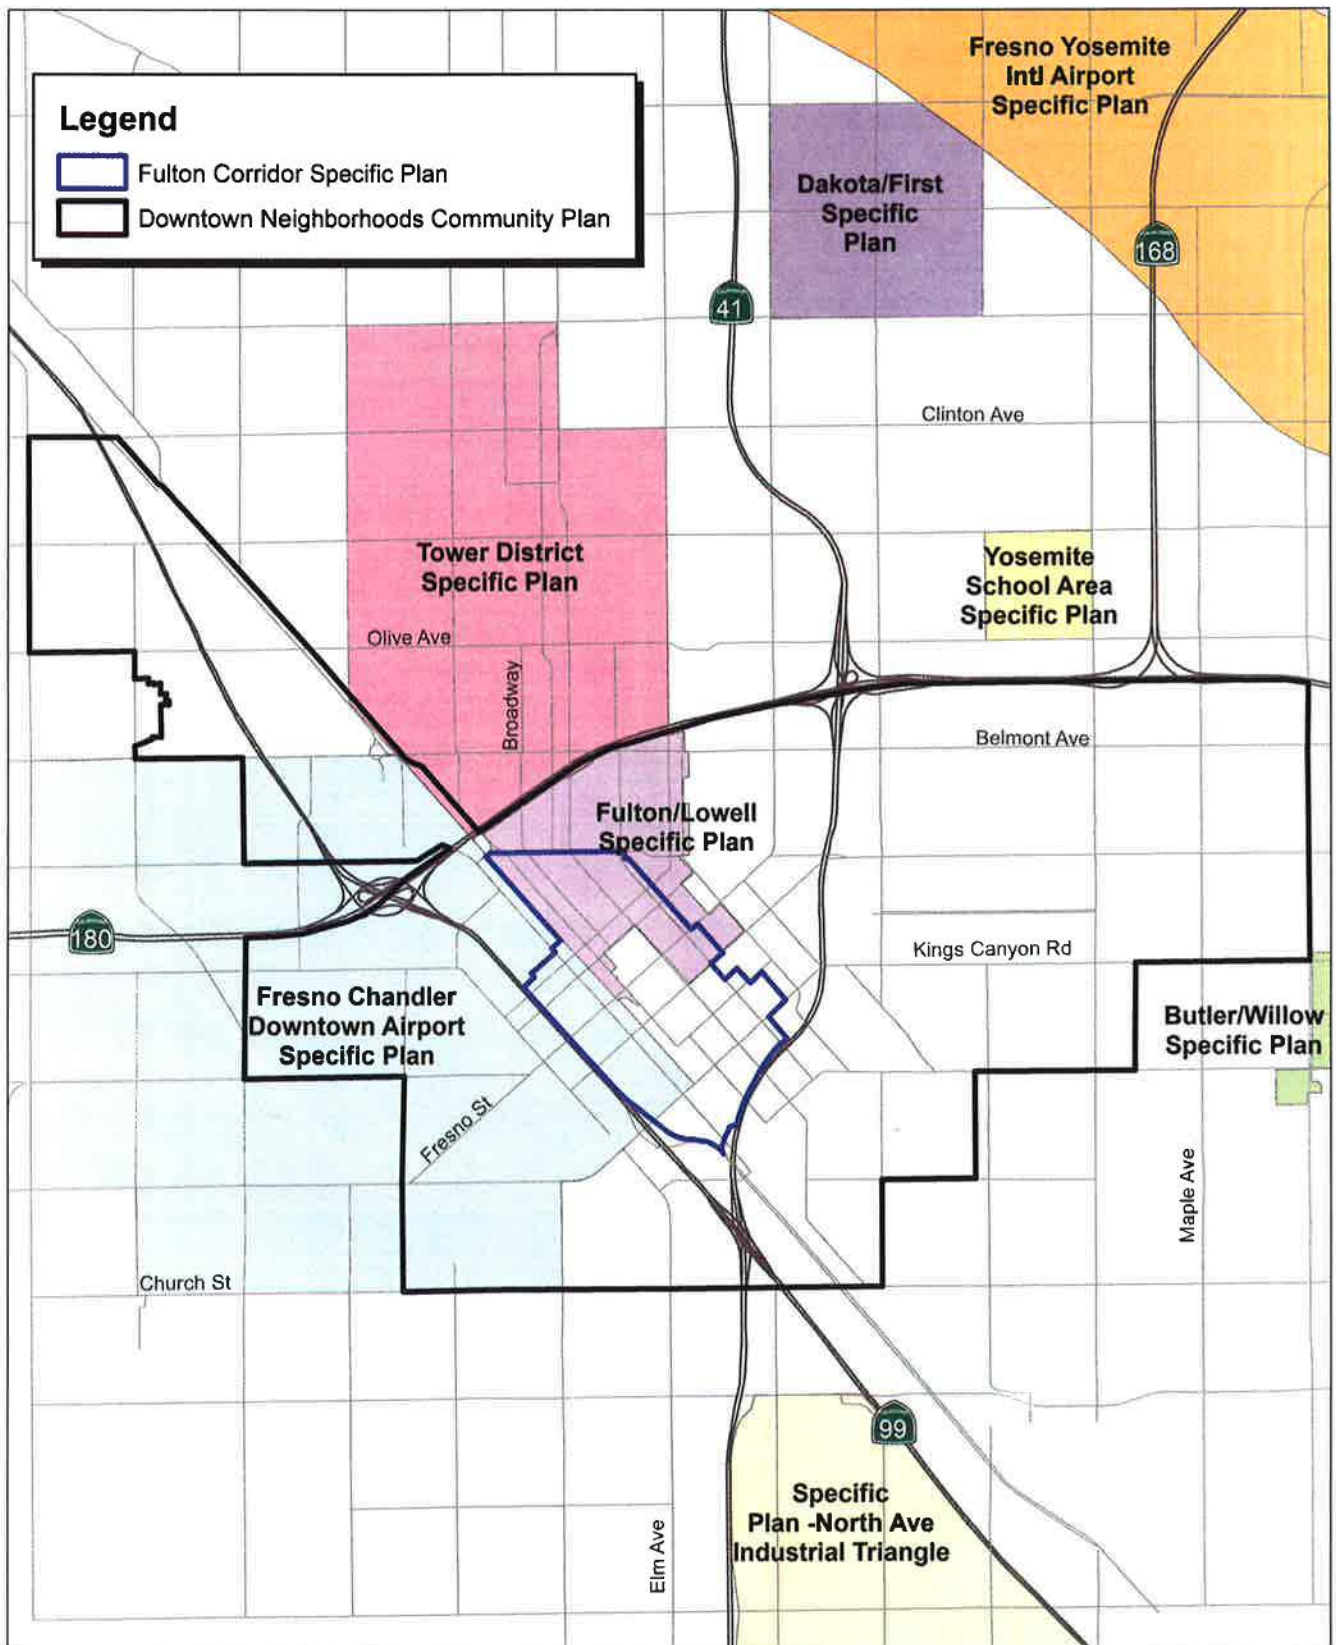 Legend
Fulton Corridor Specific Plan
Downtown Neighborhoods Community Plan
Fresno Yosemite
Intl Airport
Specific Plan
Dakota/First
Specific
Plan
168
41
Clinton Ave
Tower District
Specific Plan
Yosemite
School Area
Specific Plan
Olive Ave
Broadway
Belmont Ave
Fulton/Lowell
Specific Plan
180
Kings Canyon Rd
Fresno Chandler
Downtown Airport
Specific Plan
Butler/Willow
Specific Plan
Fresno St
Maple Ave
Church St
99
Specific
Plan -North Ave
Industrial Triangle
Elm Ave